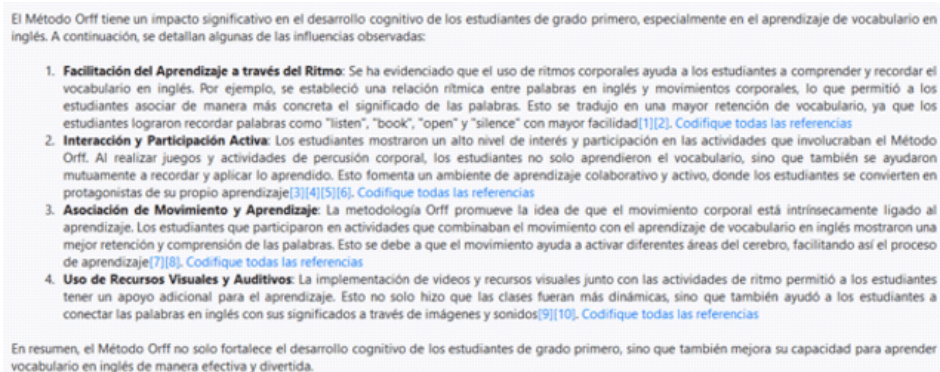 El Método Orff tiene un impacto significativo en el desarrollo cognitivo de los estudiantes de grado primero, especialmente en el aprendizaje de vocabulario en
inglés. A continuación, se detallan algunas de las influencias observadas:
1. Facilitación del Aprendizaje a través del Ritmo: Se ha evidenciado que el uso de ritmos corporales ayuda a los estudiantes a comprender y recordar el
vocabulario en inglés. Por ejemplo, se estableció una relación rítmica entre palabras en inglés y movimientos corporales, lo que permitió a los
estudiantes asociar de manera más concreta el significado de las palabras. Esto se tradujo en una mayor retención de vocabulario, ya que los
estudiantes lograron recordar palabras como "listen", "book", "open" y "silence" con mayor facilidad[1][2]. Codifique todas las referencias
2. Interacción y Participación Activa: Los estudiantes mostraron un alto nivel de interés y participación en las actividades que involucraban el Método
Orff. Al realizar juegos y actividades de percusión corporal, los estudiantes no solo aprendieron el vocabulario, sino que también se ayudaron
mutuamente a recordar y aplicar lo aprendido. Esto fomenta un ambiente de aprendizaje colaborativo y activo, donde los estudiantes se convierten en
protagonistas de su propio aprendizaje[3][4][5][6]. Codifique todas las referencias
3. Asociación de Movimiento y Aprendizaje: La metodología Orff promueve la idea de que el movimiento corporal está intrínsecamente ligado al
aprendizaje. Los estudiantes que participaron en actividades que combinaban el movimiento con el aprendizaje de vocabulario en inglés mostraron una
mejor retención y comprensión de las palabras. Esto se debe a que el movimiento ayuda a activar diferentes áreas del cerebro, facilitando así el proceso
de aprendizaje[7][8]. Codifique todas las referencias
4. Uso de Recursos Visuales y Auditivos: La implementación de videos y recursos visuales junto con las actividades de ritmo permitió a los estudiantes
tener un apoyo adicional para el aprendizaje. Esto no solo hizo que las clases fueran más dinámicas, sino que también ayudó a los estudiantes a
conectar las palabras en inglés con sus significados a través de imágenes y sonidos[9][10]. Codifique todas las referencias
En resumen, el Método Orff no solo fortalece el desarrollo cognitivo de los estudiantes de grado primero, sino que también mejora su capacidad para aprender
vocabulario en inglés de manera efectiva y divertida.